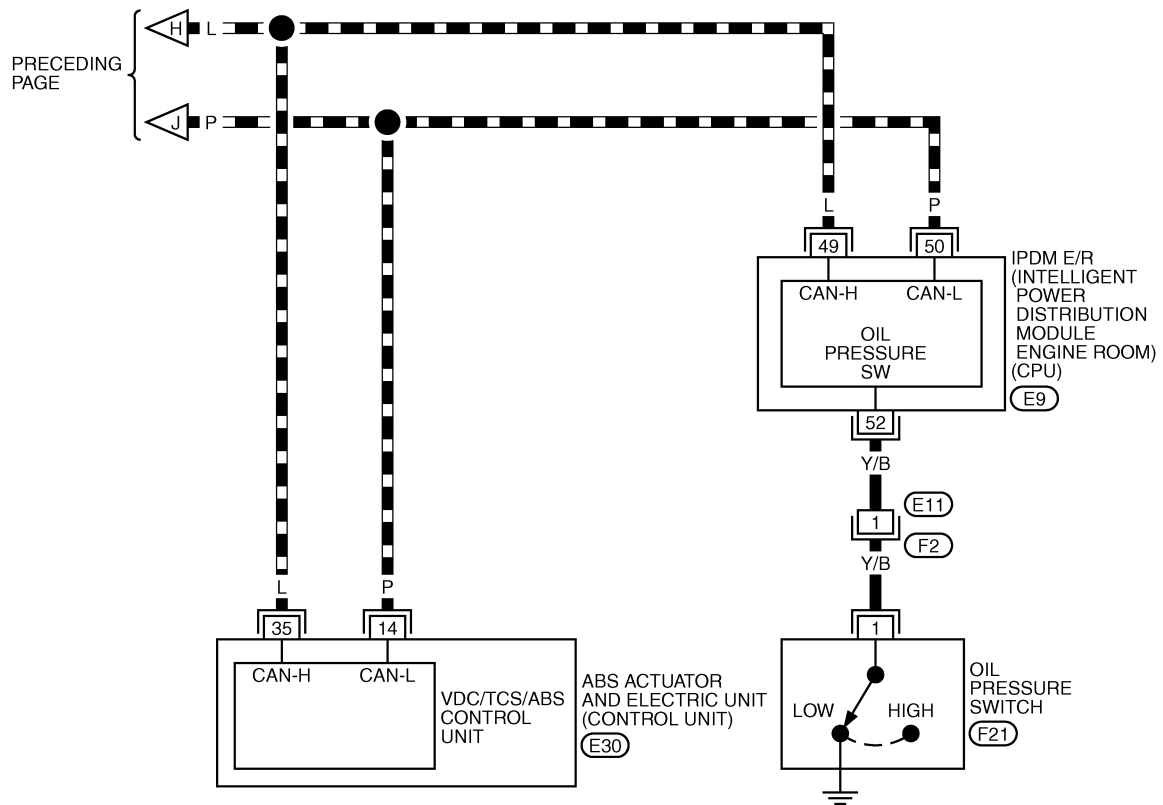 PRECEDING
PAGE
H L
J P
L P
49 50
CAN-H CAN-L
OIL
PRESSURE
SW
IPDM E/R
(INTELLIGENT
POWER
DISTRIBUTION
MODULE
ENGINE ROOM)
(CPU)
E9
52
Y/B
E11
1
F2
Y/B
L P
35 14
CAN-H CAN-L
VDC/TCS/ABS
CONTROL
UNIT
ABS ACTUATOR
AND ELECTRIC UNIT
(CONTROL UNIT)
E30
1
LOW HIGH
OIL
PRESSURE
SWITCH
F21